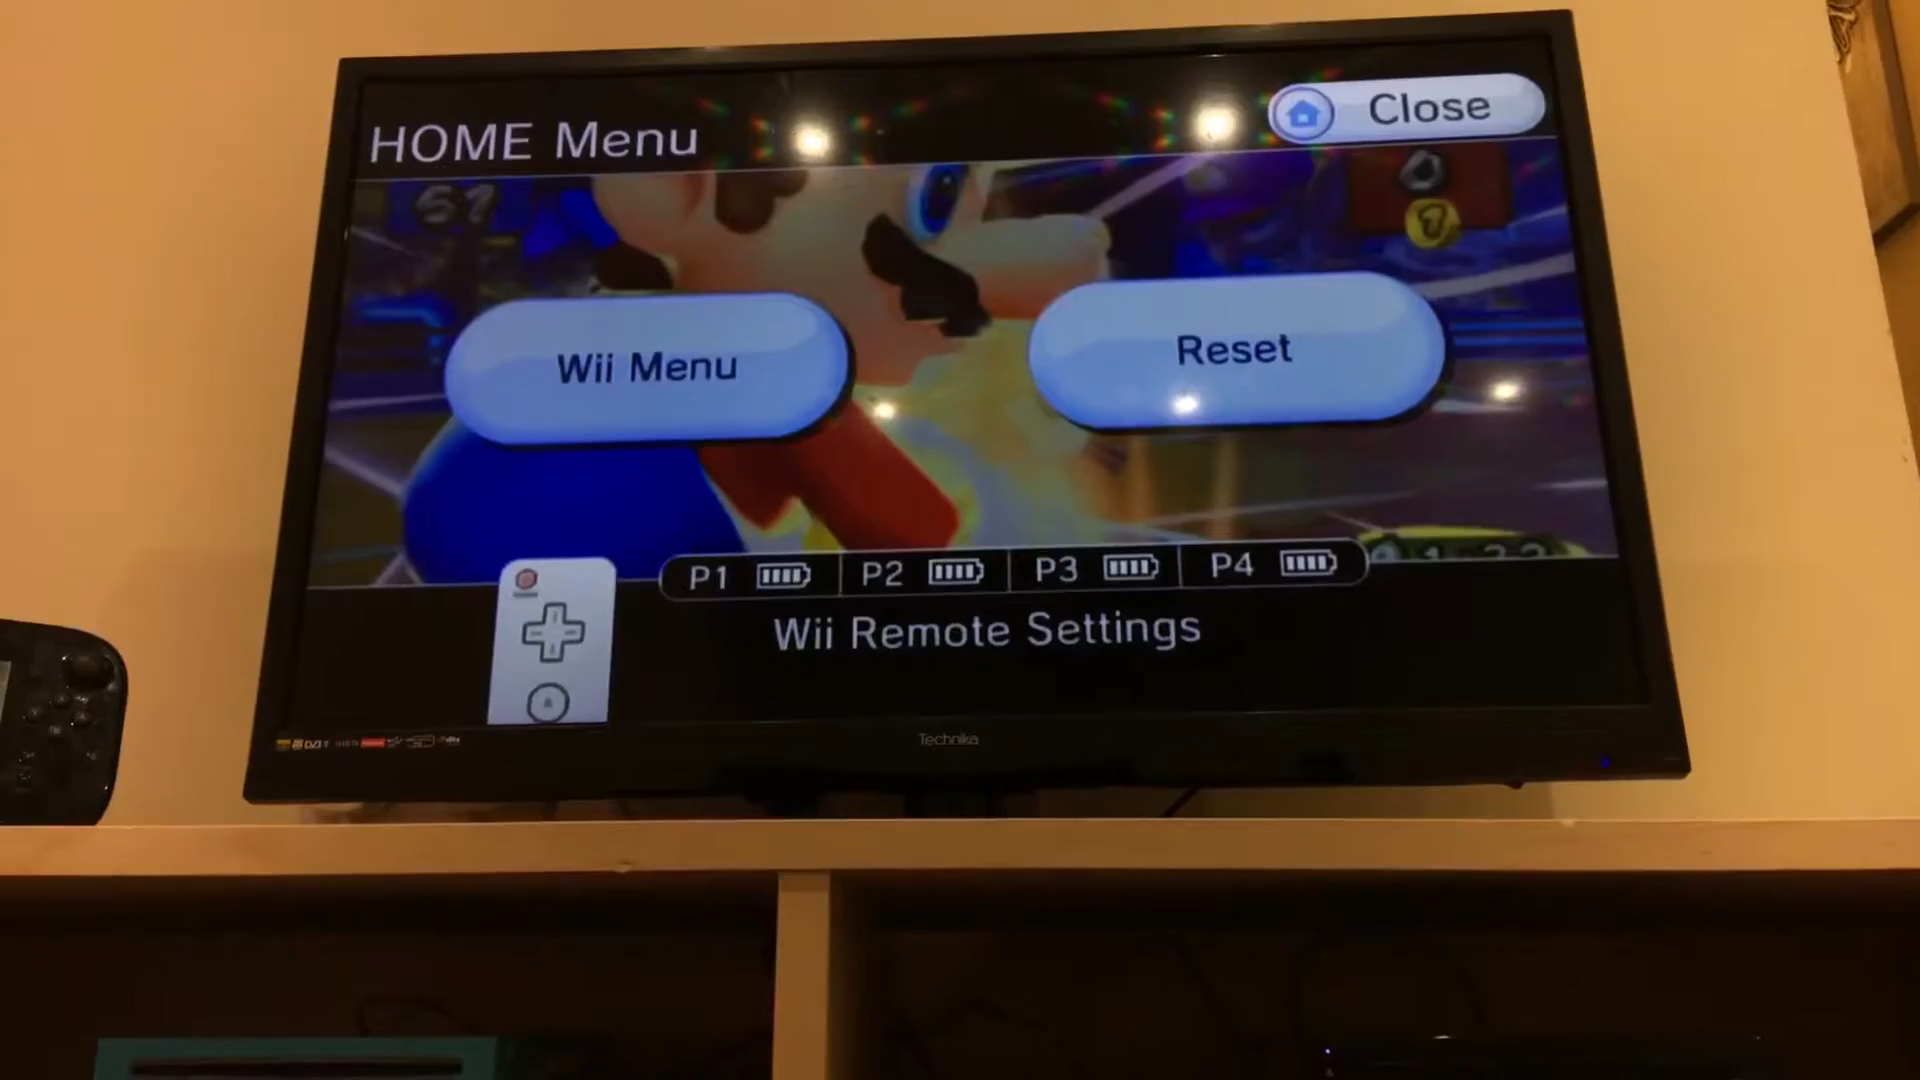 HOME Menu
Close
Wii Menu
Reset
P1 P2 P3 P4
Wii Remote Settings
Technika